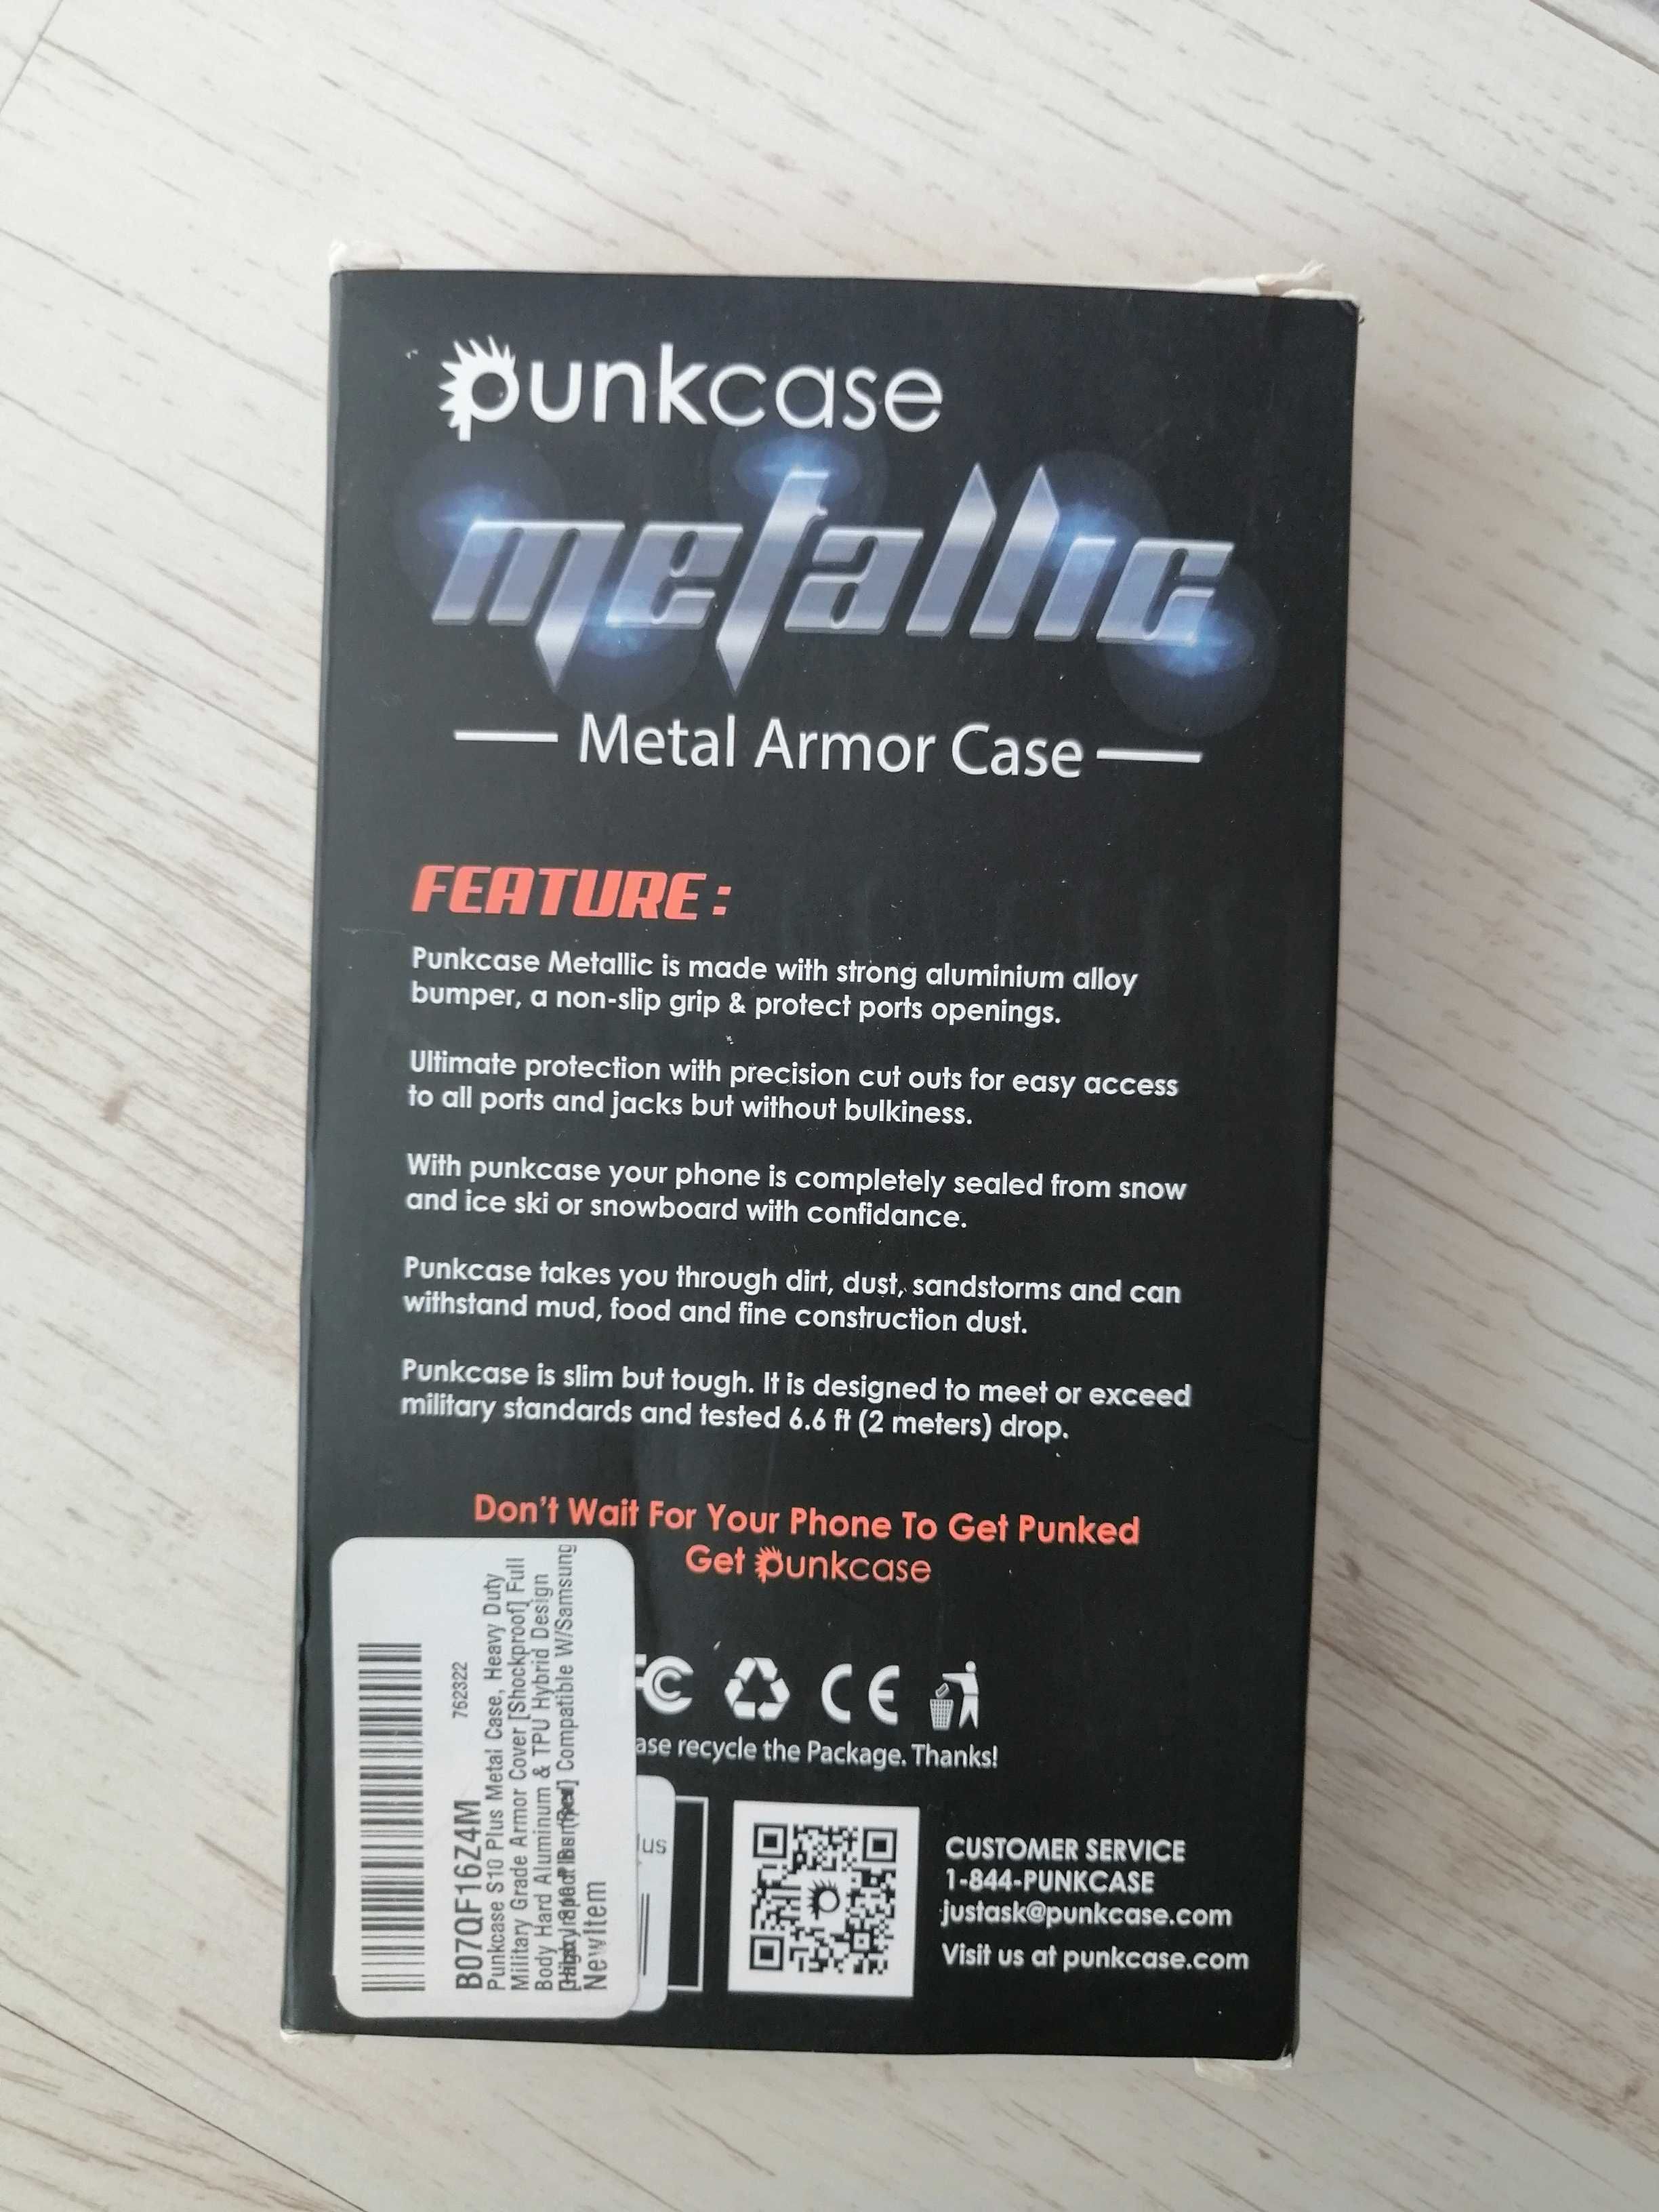 punkcase
metallic
Metal Armor Case
FEATURE:
Punkcase Metallic is made with strong aluminium alloy
bumper, a non-slip grip & protect ports openings.
Ultimate protection with precision cut outs for easy access
to all ports and jacks but without bulkiness.
With punkcase your phone is completely sealed from snow
and ice ski or snowboard with confidance.
Punkcase takes you through dirt, dust, sandstorms and can
withstand mud, food and fine construction dust.
Punkcase is slim but tough. It is designed to meet or exceed
military standards and tested 6.6 ft (2 meters) drop.
Don't Wait For Your Phone To Get Punked
Get punkcase
CE
ase recycle the Package. Thanks!
lus
CUSTOMER SERVICE
1-844-PUNKCASE
justask@punkcase.com
Visit us at punkcase.com
B07QF16Z4M 762322
Punkcase S10 Plus Metal Case, Heavy Duty
Military Grade Armor Cover [Shockproof] Full
Body Hard Aluminum & TPU Hybrid Design
Compatible W/Samsung
NewItem